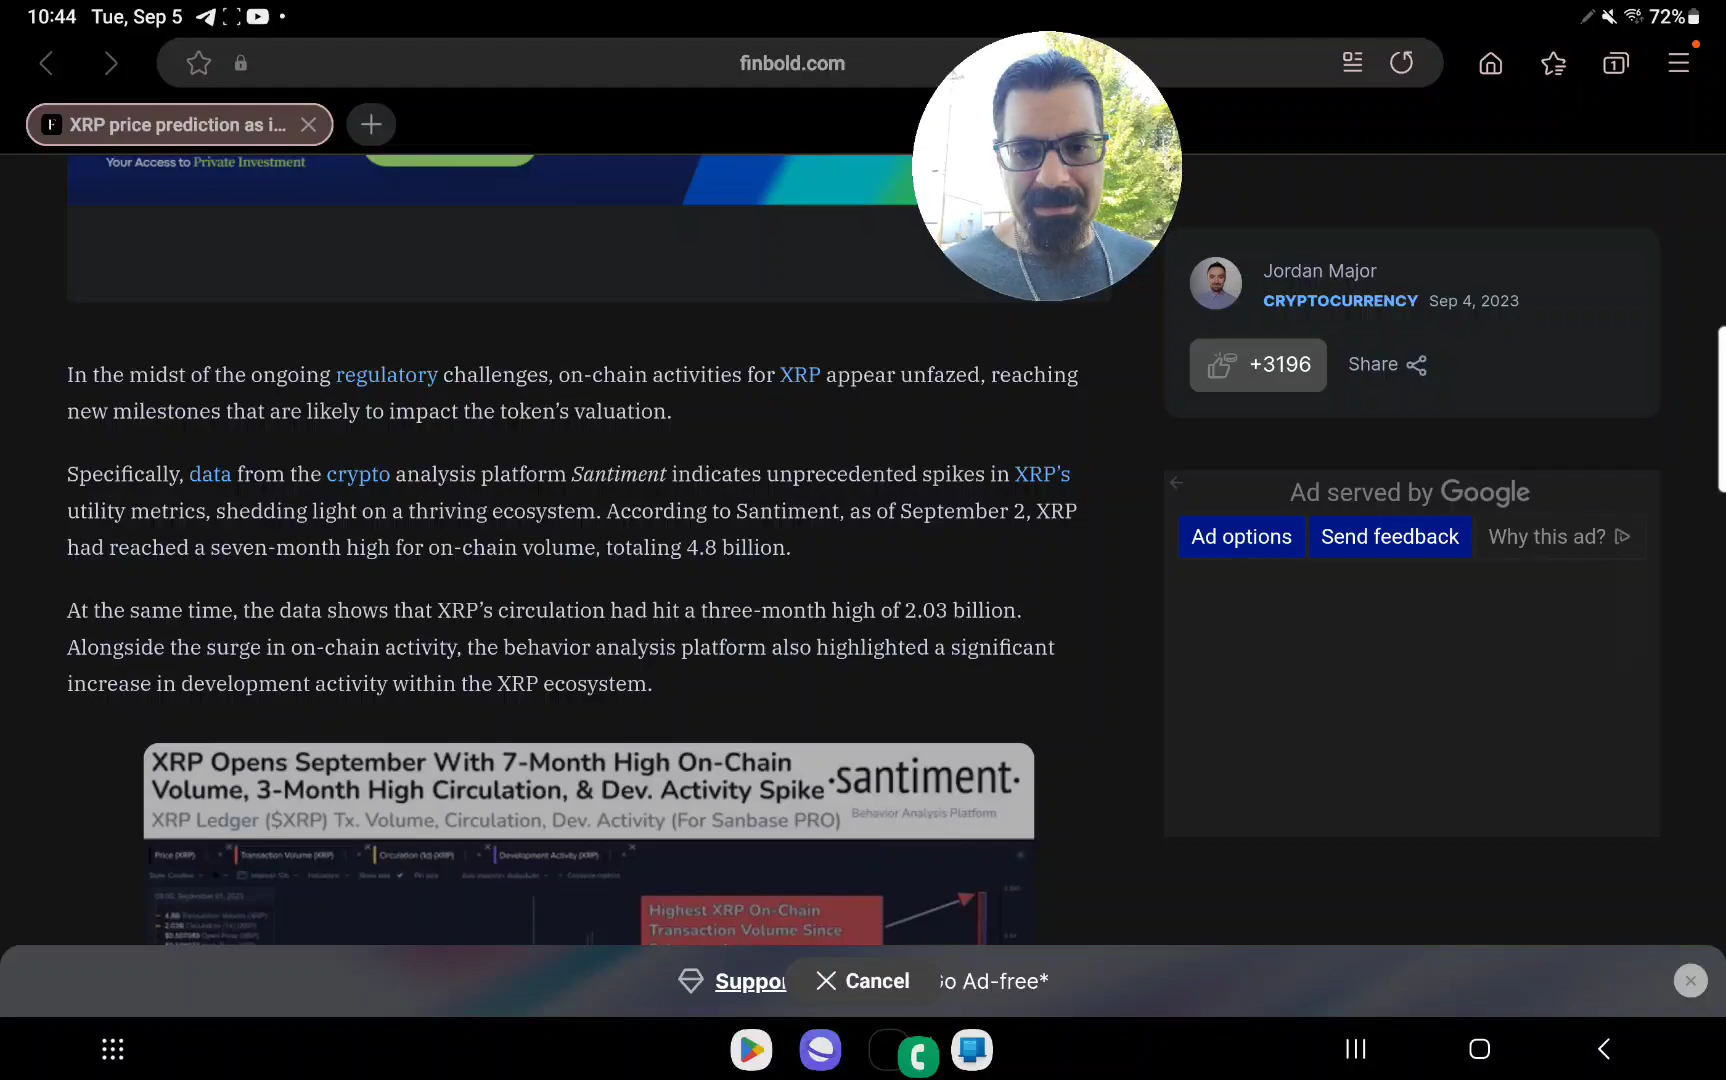 10:44 Tue, Sep 5
72%
finbold.com
1
F XRP price prediction as i...
Your Access to Private Investment
Jordan Major
CRYPTOCURRENCY Sep 4, 2023
+3196 Share
In the midst of the ongoing regulatory challenges, on-chain activities for XRP appear unfazed, reaching
new milestones that are likely to impact the token’s valuation.
Specifically, data from the crypto analysis platform Santiment indicates unprecedented spikes in XRP’s
utility metrics, shedding light on a thriving ecosystem. According to Santiment, as of September 2, XRP
had reached a seven-month high for on-chain volume, totaling 4.8 billion.
At the same time, the data shows that XRP’s circulation had hit a three-month high of 2.03 billion.
Alongside the surge in on-chain activity, the behavior analysis platform also highlighted a significant
increase in development activity within the XRP ecosystem.
Ad served by Google
Ad options Send feedback Why this ad?
XRP Opens September With 7-Month High On-Chain
Volume, 3-Month High Circulation, & Dev. Activity Spike
XRP Ledger ($XRP) Tx. Volume, Circulation, Dev. Activity (For Sanbase PRO)
·santiment·
Behavior Analysis Platform
Price (XRP) Transaction Volume (XRP) Circulation (1d) (XRP) Development Activity (XRP)
Highest XRP On-Chain
Transaction Volume Since
Cancel
o Ad-free*